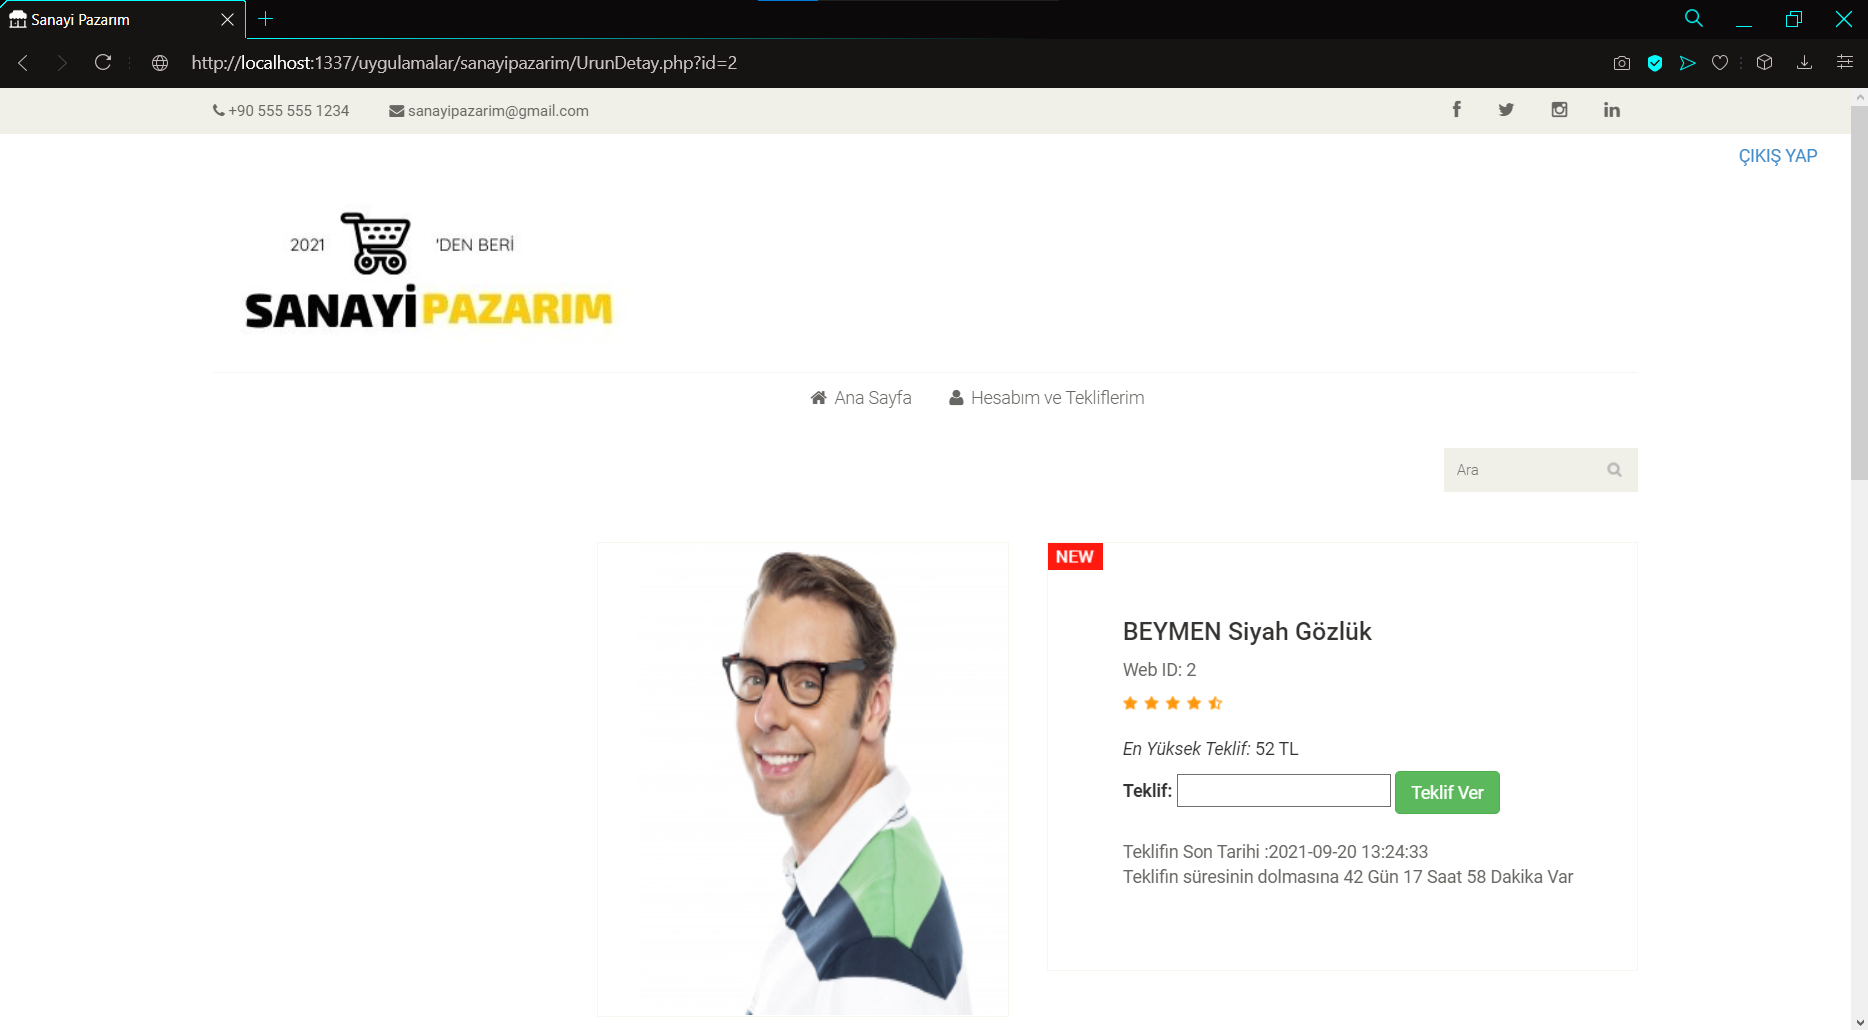 Sanayi Pazarım
http://localhost:1337/uygulamalar/sanayipazarim/UrunDetay.php?id=2
+90 555 555 1234 sanayipazarim@gmail.com
ÇIKIŞ YAP
2021 'DEN BERİ
SANAYİPAZARIM
Ana Sayfa Hesabım ve Tekliflerim
Ara
NEW
BEYMEN Siyah Gözlük
Web ID: 2
En Yüksek Teklif: 52 TL
Teklif: Teklif Ver
Teklifin Son Tarihi :2021-09-20 13:24:33
Teklifin süresinin dolmasına 42 Gün 17 Saat 58 Dakika Var